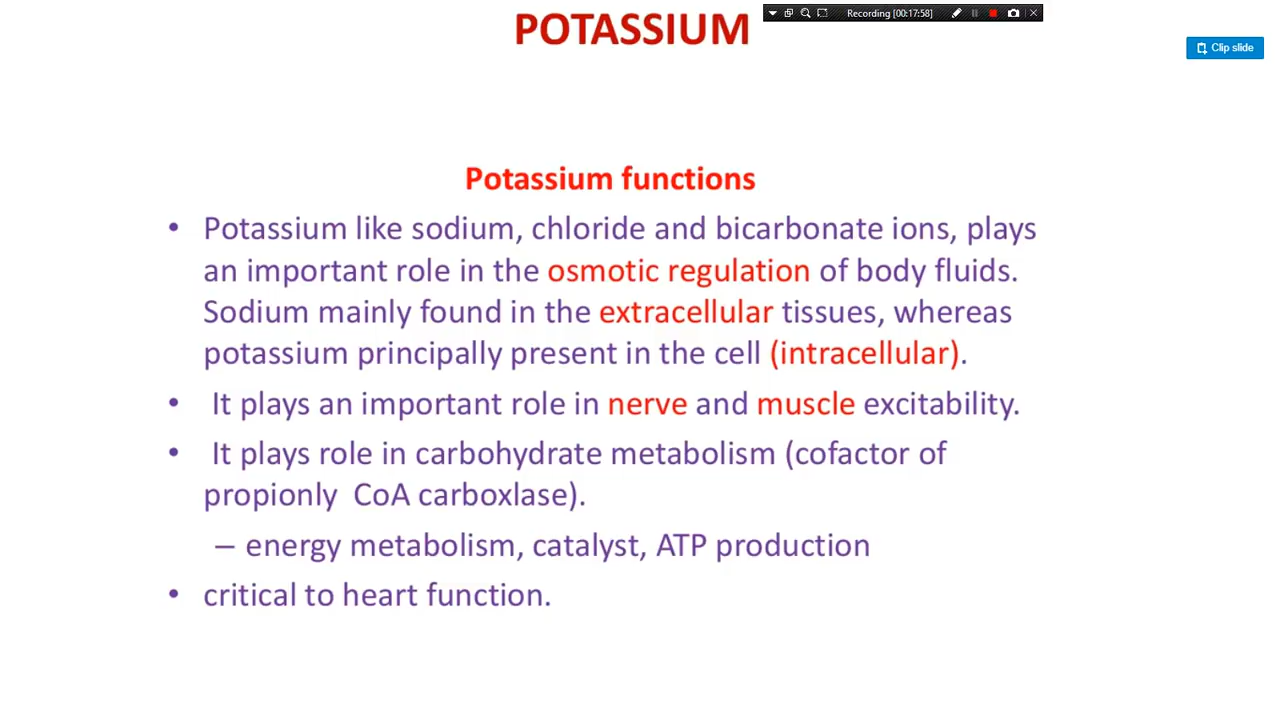 POTASSIUM
Recording [00:17:58]
Clip slide
Potassium functions
• Potassium like sodium, chloride and bicarbonate ions, plays
an important role in the osmotic regulation of body fluids.
Sodium mainly found in the extracellular tissues, whereas
potassium principally present in the cell (intracellular).
• It plays an important role in nerve and muscle excitability.
• It plays role in carbohydrate metabolism (cofactor of
propionly CoA carboxlase).
– energy metabolism, catalyst, ATP production
• critical to heart function.